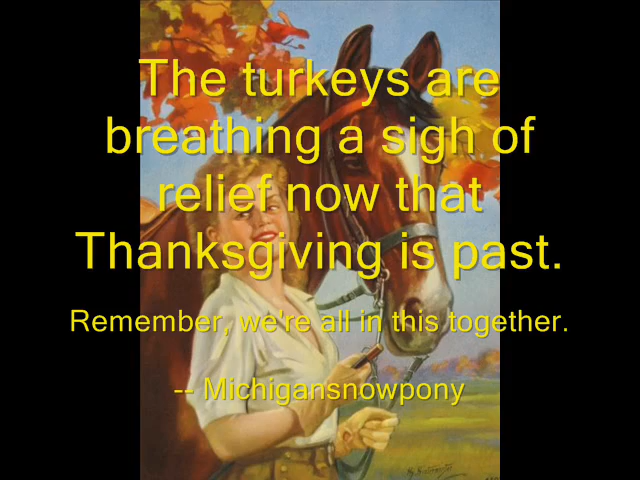 The turkeys are
breathing a sigh of
relief now that
Thanksgiving is past.
Remember, we're all in this together.
-- Michigansnowpony